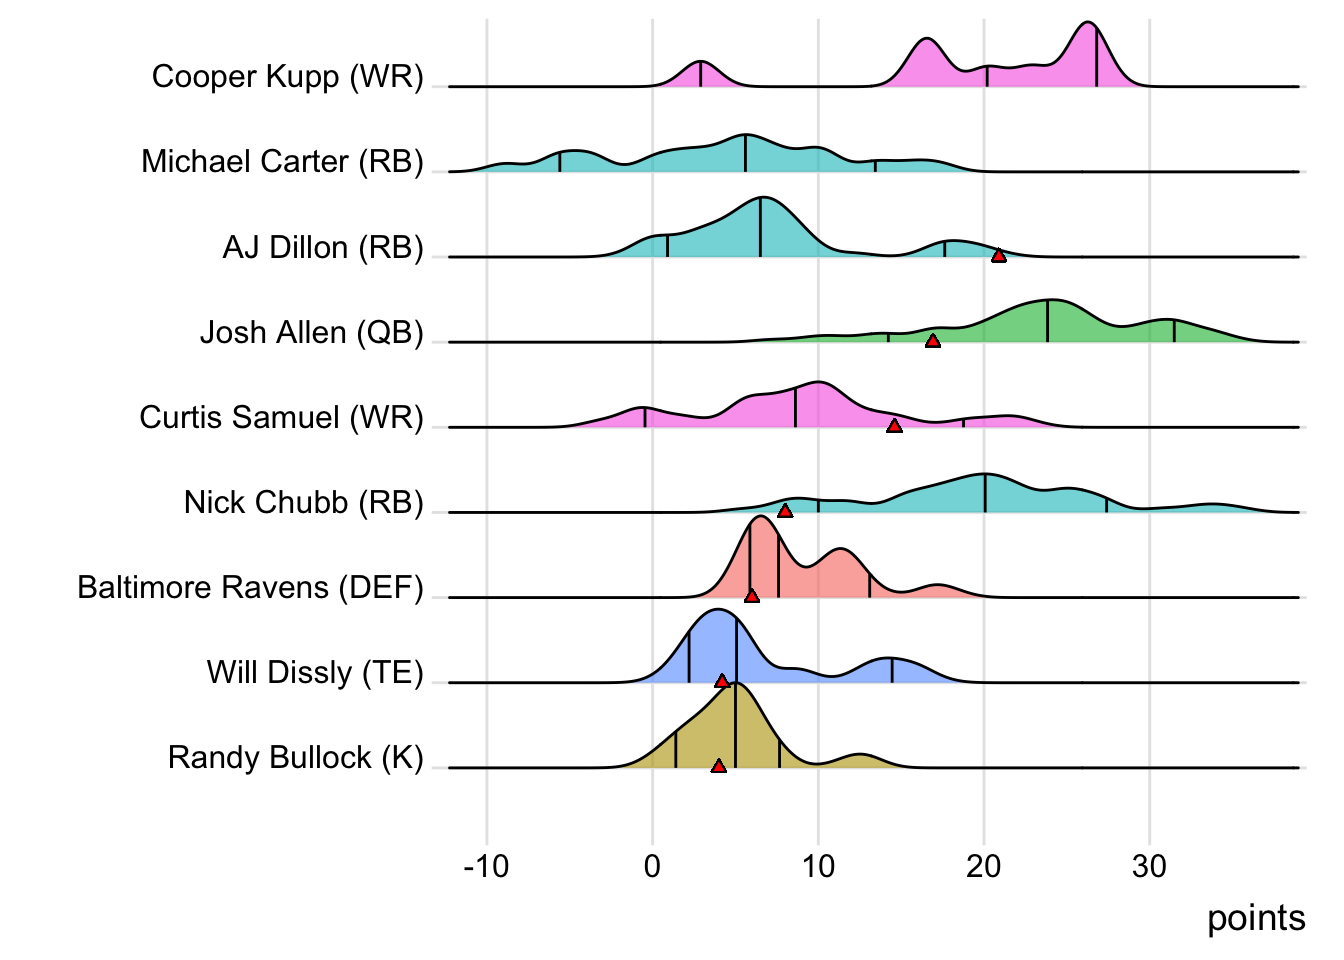 Cooper Kupp (WR)
Michael Carter (RB)
AJ Dillon (RB)
Josh Allen (QB)
Curtis Samuel (WR)
Nick Chubb (RB)
Baltimore Ravens (DEF)
Will Dissly (TE)
Randy Bullock (K)
-10 0 10 20 30
points